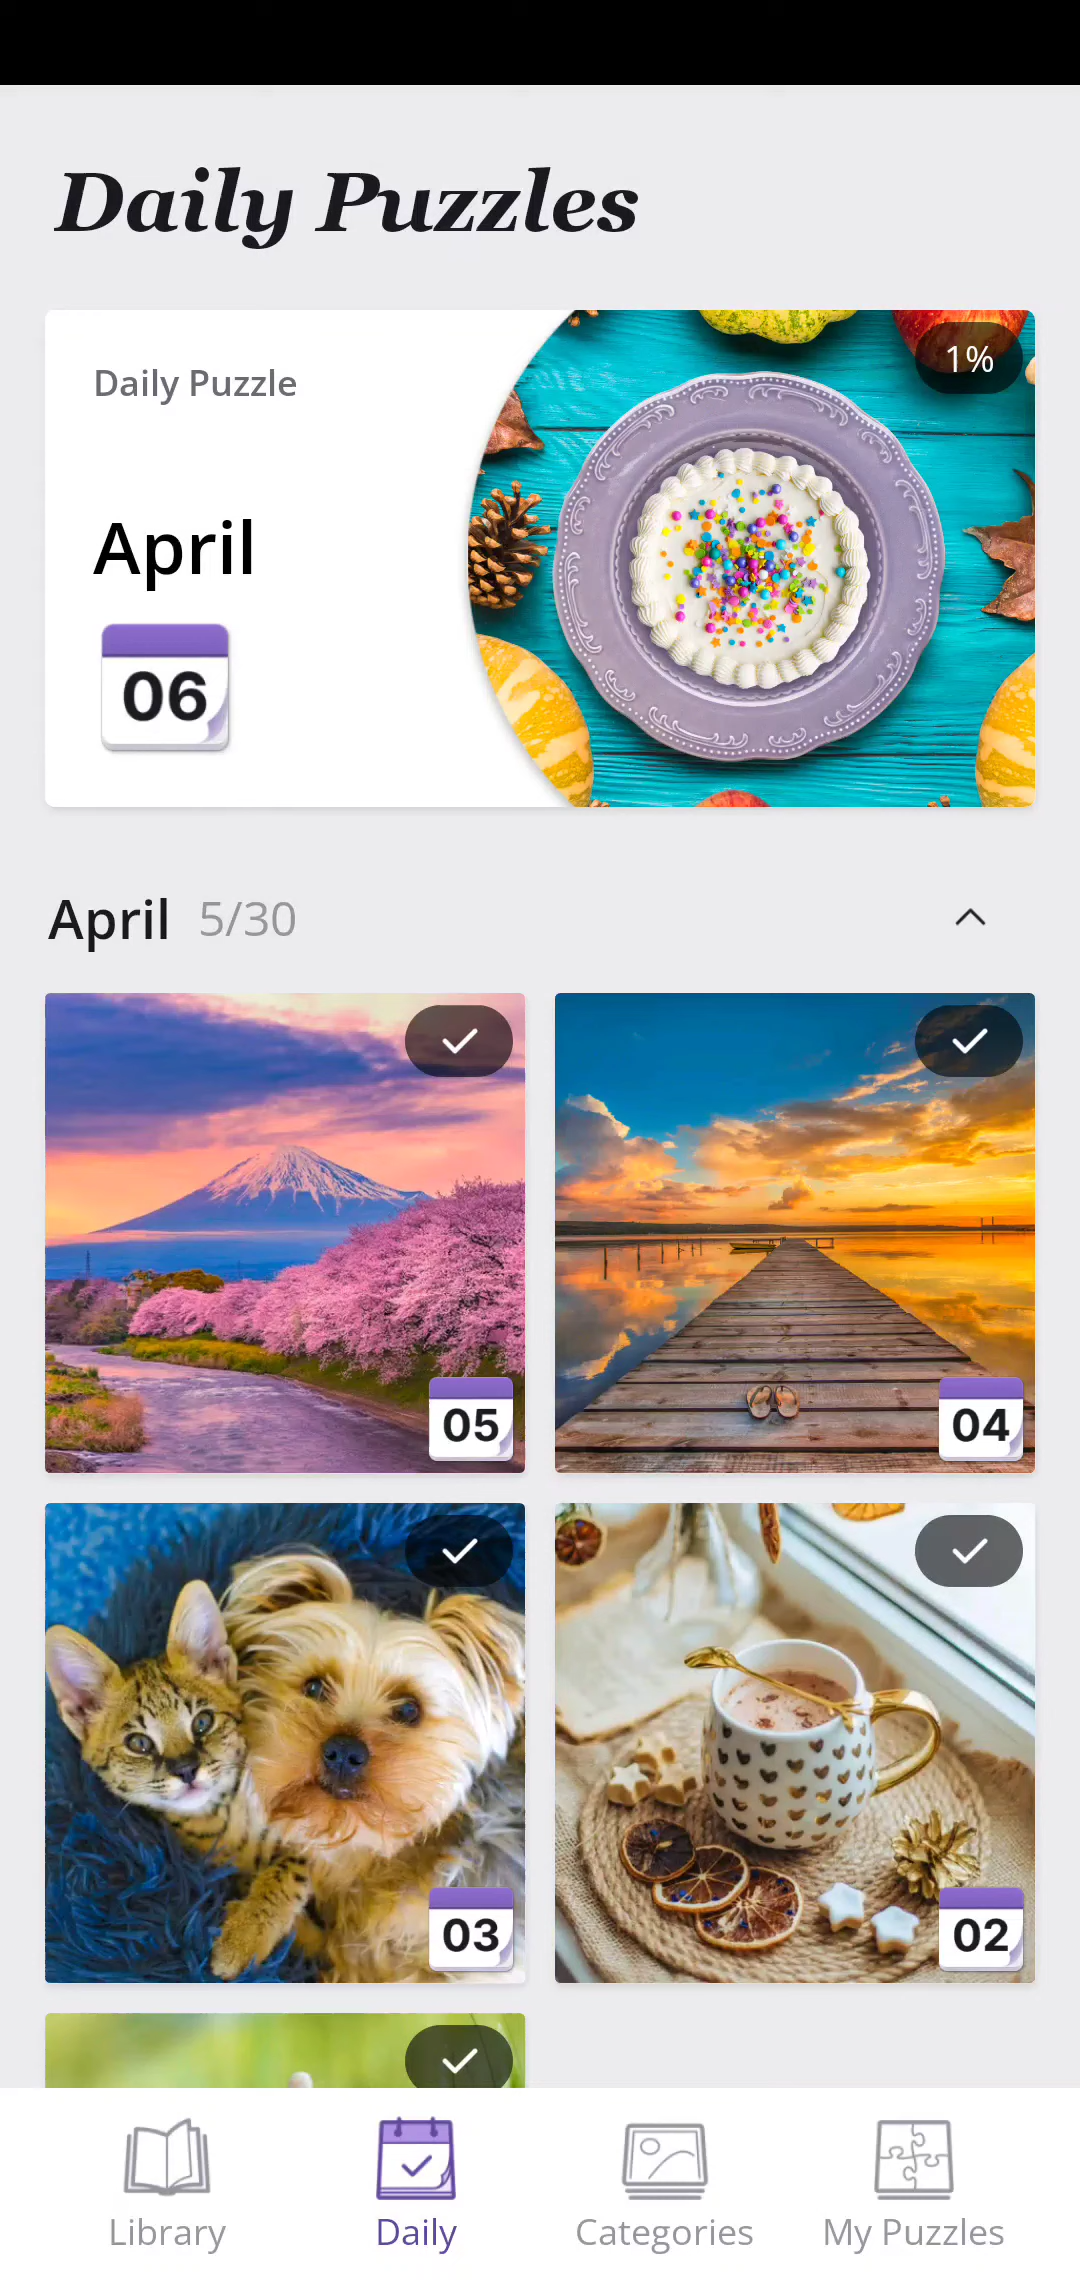 Daily Puzzles
Daily Puzzle
1%
April
06
April 5/30
05
04
03
02
Library
Daily
Categories
My Puzzles